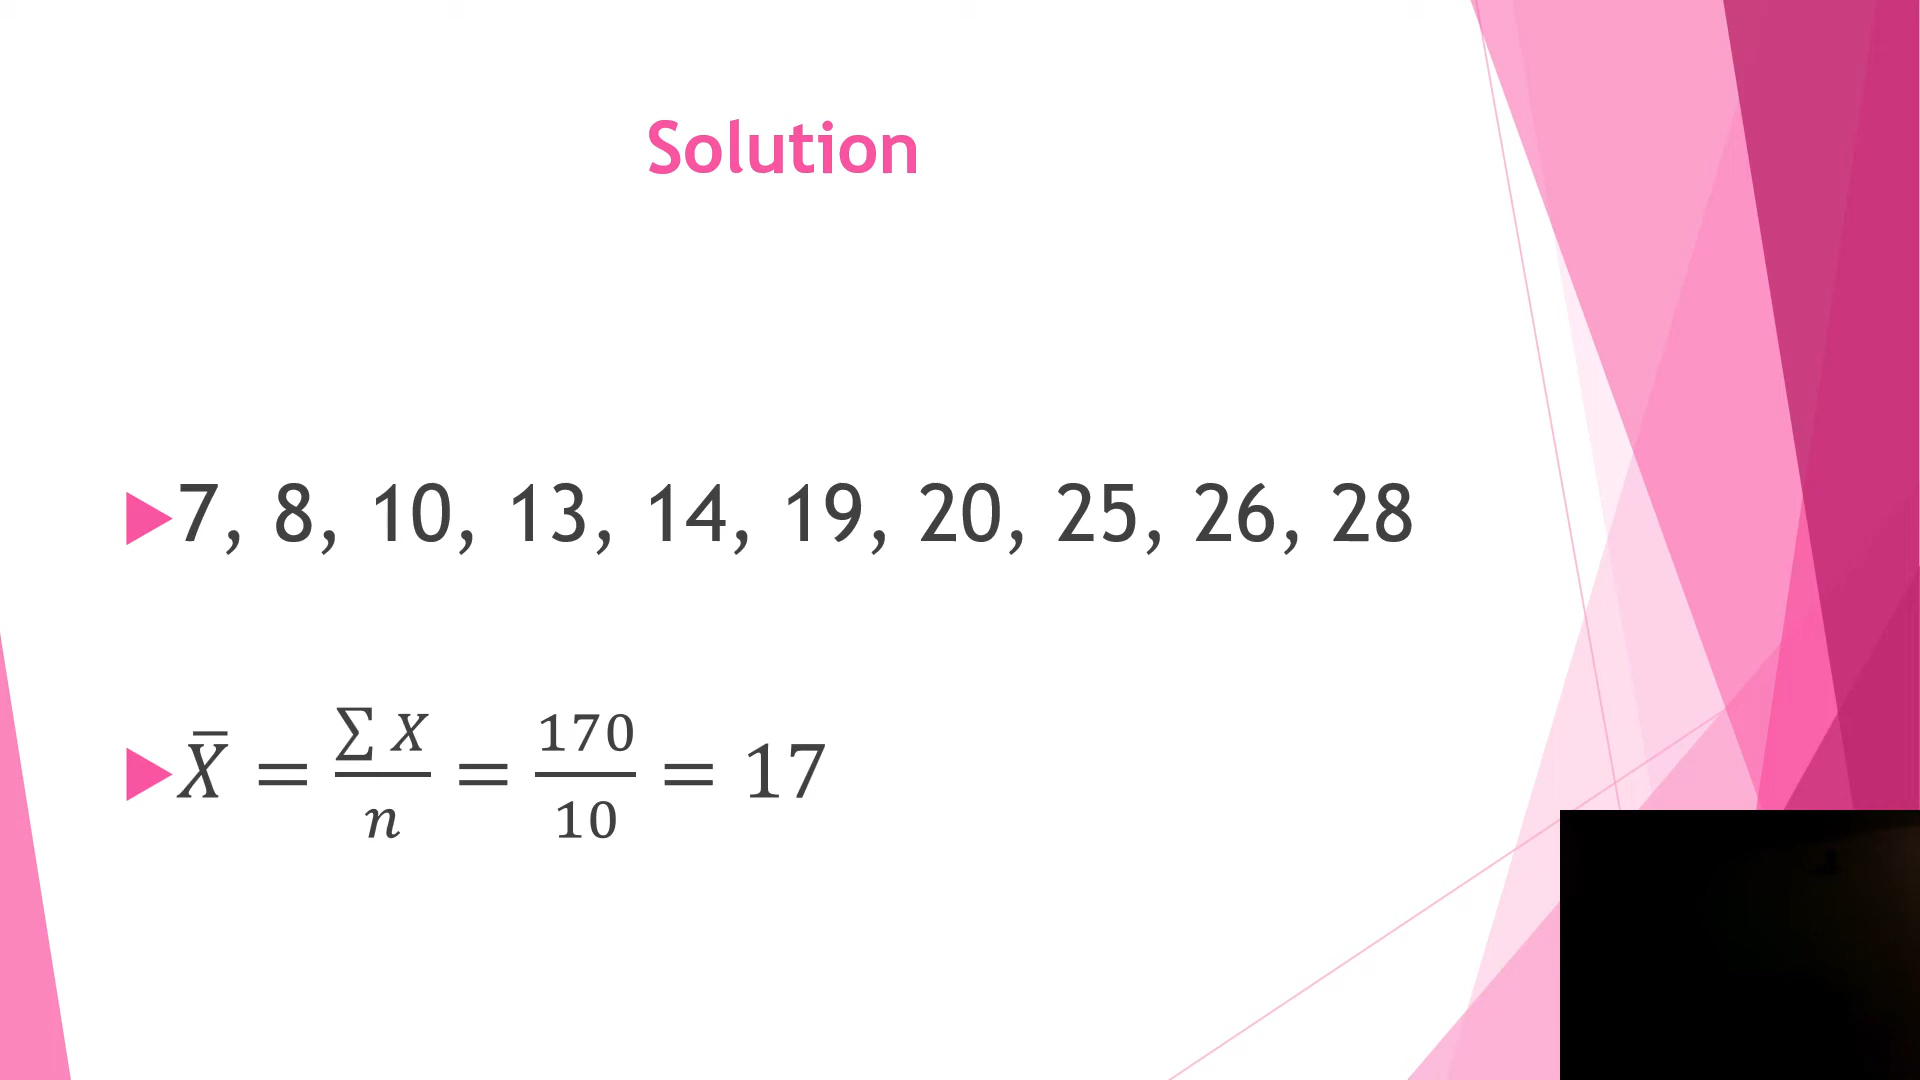 Solution
7, 8, 10, 13, 14, 19, 20, 25, 26, 28
X̄ = ∑ X / n = 170 / 10 = 17